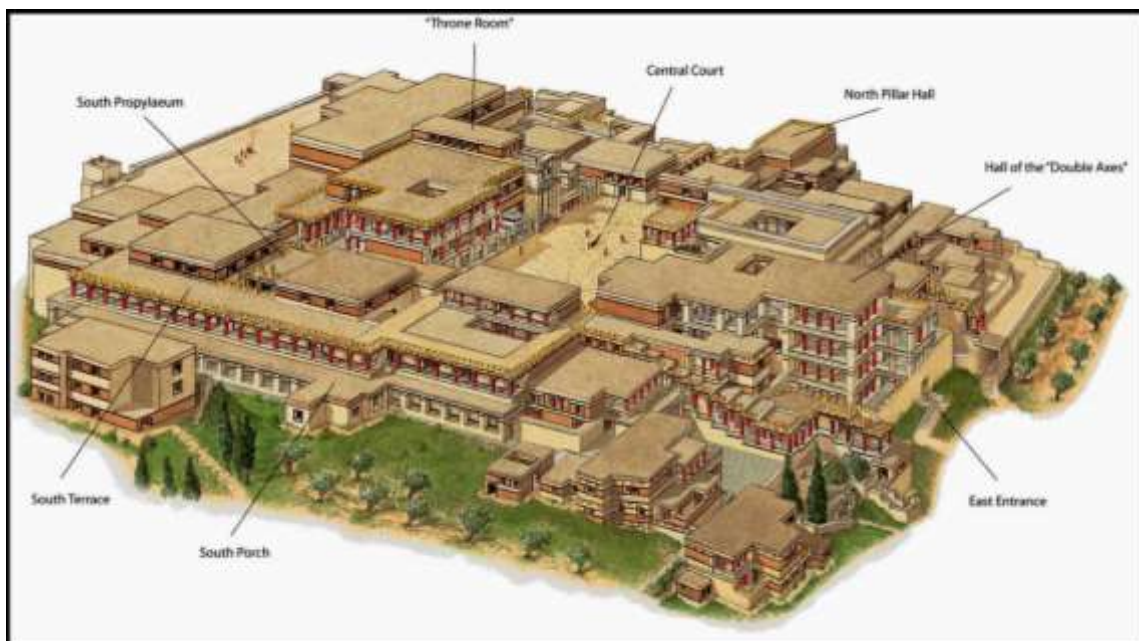 "Throne Room"
Central Court
South Propylaeum
North Pillar Hall
Hall of the "Double Axes"
South Terrace
East Entrance
South Porch